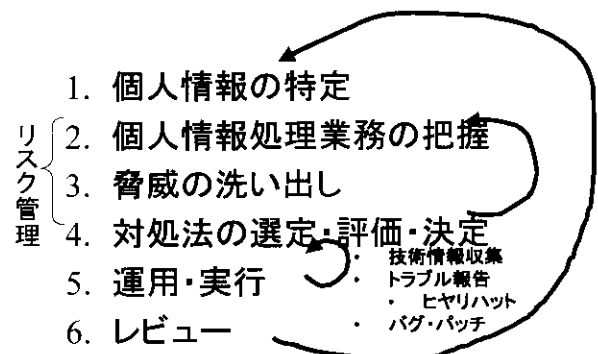 1. 個人情報の特定
リスク管理
2. 個人情報処理業務の把握
3. 脅威の洗い出し
4. 対処法の選定・評価・決定
・ 技術情報収集
5. 運用・実行
・ トラブル報告
・ ヒヤリハット
・ バグ・パッチ
6. レビュー